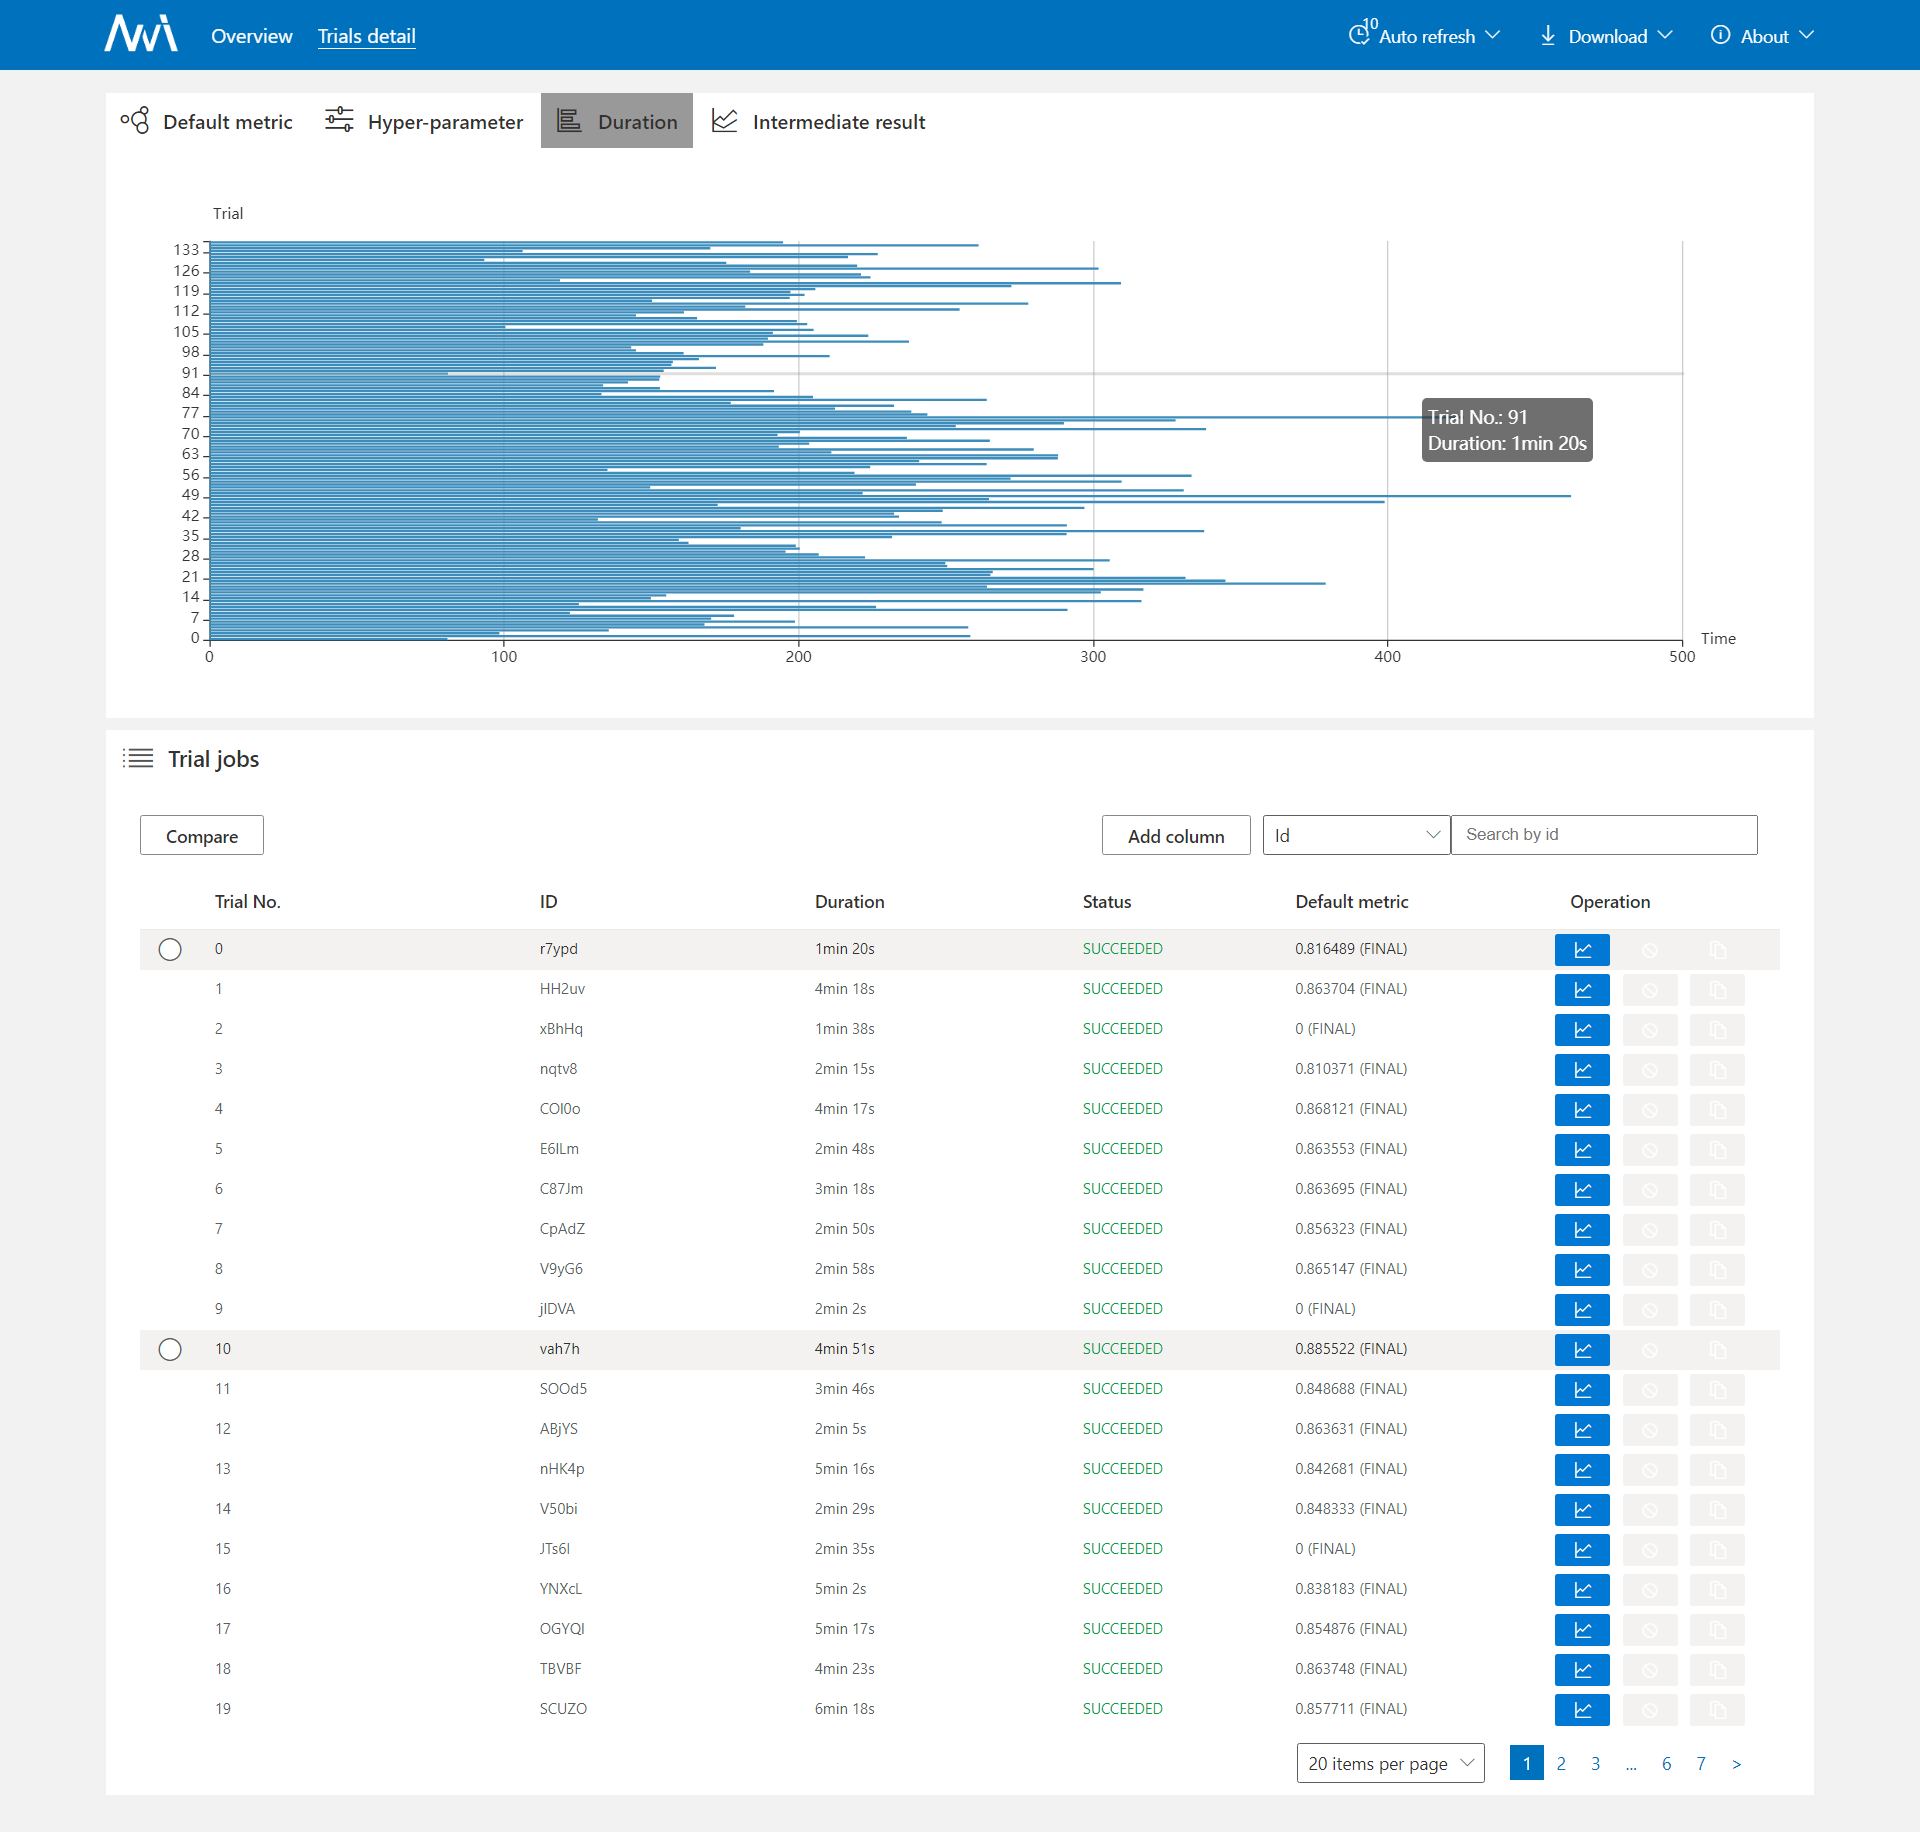 Overview Trials detail 10 Auto refresh Download About
Default metric Hyper-parameter Duration Intermediate result
Trial
133
126
119
112
105
98
91
84
77
70
63
56
49
42
35
28
21
14
7
0
Trial No.: 91
Duration: 1min 20s
Time
0 100 200 300 400 500
Trial jobs
Compare Add column Id Search by id
Trial No. ID Duration Status Default metric Operation
0 r7ypd 1min 20s SUCCEEDED 0.816489 (FINAL)
1 HH2uv 4min 18s SUCCEEDED 0.863704 (FINAL)
2 xBhHq 1min 38s SUCCEEDED 0 (FINAL)
3 nqtv8 2min 15s SUCCEEDED 0.810371 (FINAL)
4 4min 17s SUCCEEDED 0.868121 (FINAL)
5 2min 48s SUCCEEDED 0.863553 (FINAL)
6 C87Jm 3min 18s SUCCEEDED 0.863695 (FINAL)
7 CpAdZ 2min 50s SUCCEEDED 0.856323 (FINAL)
8 V9yG6 2min 58s SUCCEEDED 0.865147 (FINAL)
9 2min 2s SUCCEEDED 0 (FINAL)
10 vah7h 4min 51s SUCCEEDED 0.885522 (FINAL)
11 SOOd5 3min 46s SUCCEEDED 0.848688 (FINAL)
12 ABjYS 2min 5s SUCCEEDED 0.863631 (FINAL)
13 nHK4p 5min 16s SUCCEEDED 0.842681 (FINAL)
14 V50bi 2min 29s SUCCEEDED 0.848333 (FINAL)
15 2min 35s SUCCEEDED 0 (FINAL)
16 YNXcL 5min 2s SUCCEEDED 0.838183 (FINAL)
17 5min 17s SUCCEEDED 0.854876 (FINAL)
18 TBVBF 4min 23s SUCCEEDED 0.863748 (FINAL)
19 SCUZO 6min 18s SUCCEEDED 0.857711 (FINAL)
20 items per page 1 2 3 ... 6 7 >